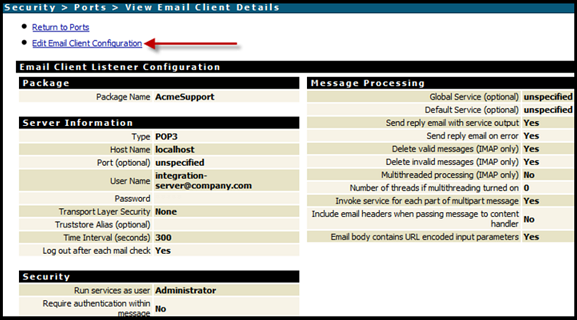 Security > Ports > View Email Client Details
Return to Ports
Edit Email Client Configuration
Email Client Listener Configuration
Package
Package Name AcmeSupport
Server Information
Type POP3
Host Name localhost
Port (optional) unspecified
User Name integration-
server@company.com
Password
Transport Layer Security None
Truststore Alias (optional)
Time Interval (seconds) 300
Log out after each mail check Yes
Security
Run services as user Administrator
Require authentication within
message No
Message Processing
Global Service (optional) unspecified
Default Service (optional) unspecified
Send reply email with service output Yes
Send reply email on error Yes
Delete valid messages (IMAP only) Yes
Delete invalid messages (IMAP only) Yes
Multithreaded processing (IMAP only) No
Number of threads if multithreading turned on 0
Invoke service for each part of multipart message Yes
Include email headers when passing message to content
handler No
Email body contains URL encoded input parameters Yes